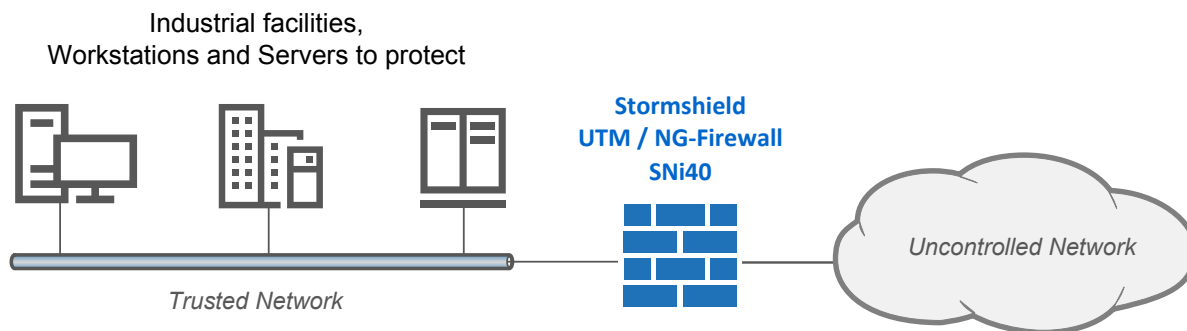 Industrial facilities,
Workstations and Servers to protect
Stormshield
UTM / NG-Firewall
SNi40
Uncontrolled Network
Trusted Network